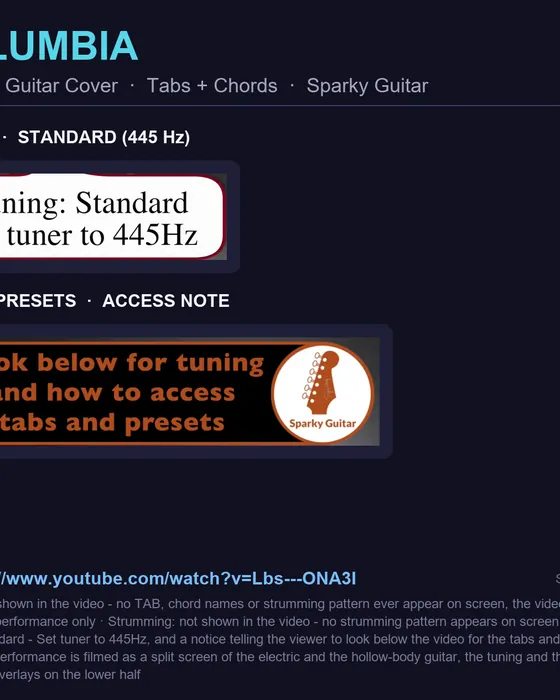 LUMBIA
Guitar Cover · Tabs + Chords · Sparky Guitar
· STANDARD (445 Hz)
ning: Standard
tuner to 445Hz
PRESETS · ACCESS NOTE
ok below for tuning
nd how to access
tabs and presets
Sparky Guitar
/www.youtube.com/watch?v=Lbs---ONA3I
S
shown in the video - no TAB, chord names or strumming pattern ever appear on screen, the vide
performance only · Strumming: not shown in the video - no strumming pattern appears on screen
dard - Set tuner to 445Hz, and a notice telling the viewer to look below the video for the tabs and
erformance is filmed as a split screen of the electric and the hollow-body guitar, the tuning and th
verlays on the lower half